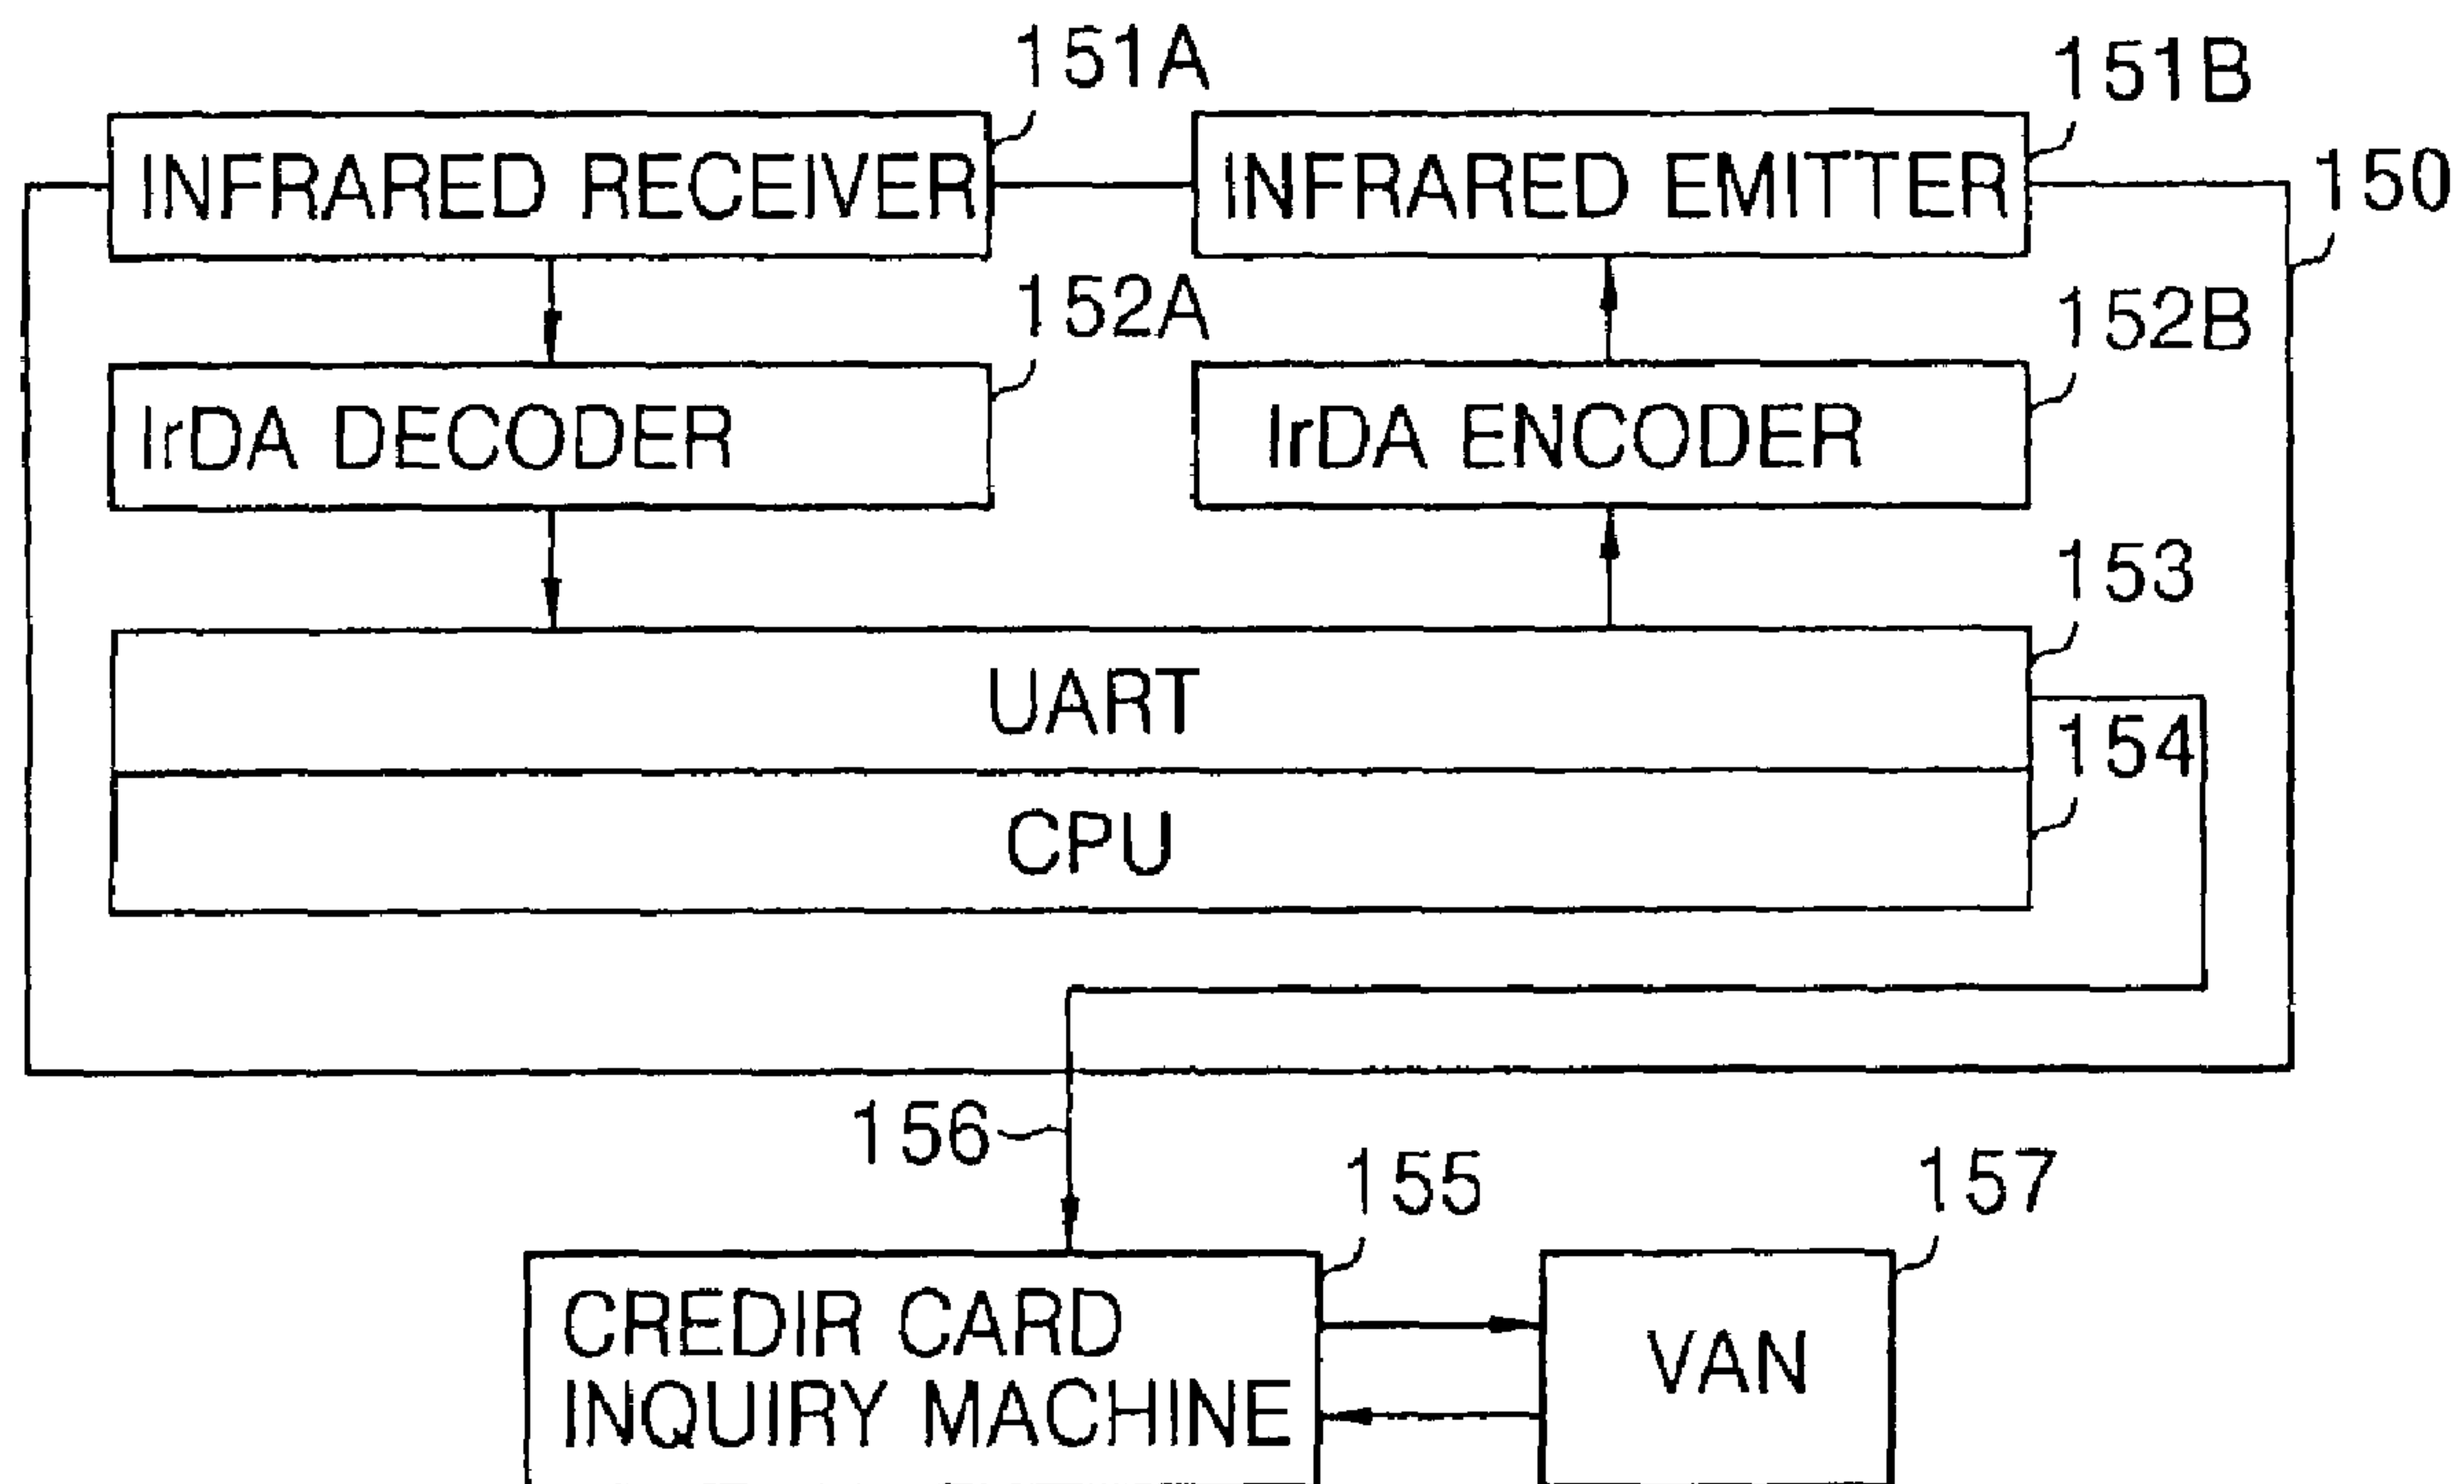 151A
151B
INFRARED RECEIVER
INFRARED EMITTER
150
152A
152B
IrDA DECODER
IrDA ENCODER
153
UART
154
CPU
156
155
157
CREDIR CARD
INQUIRY MACHINE
VAN